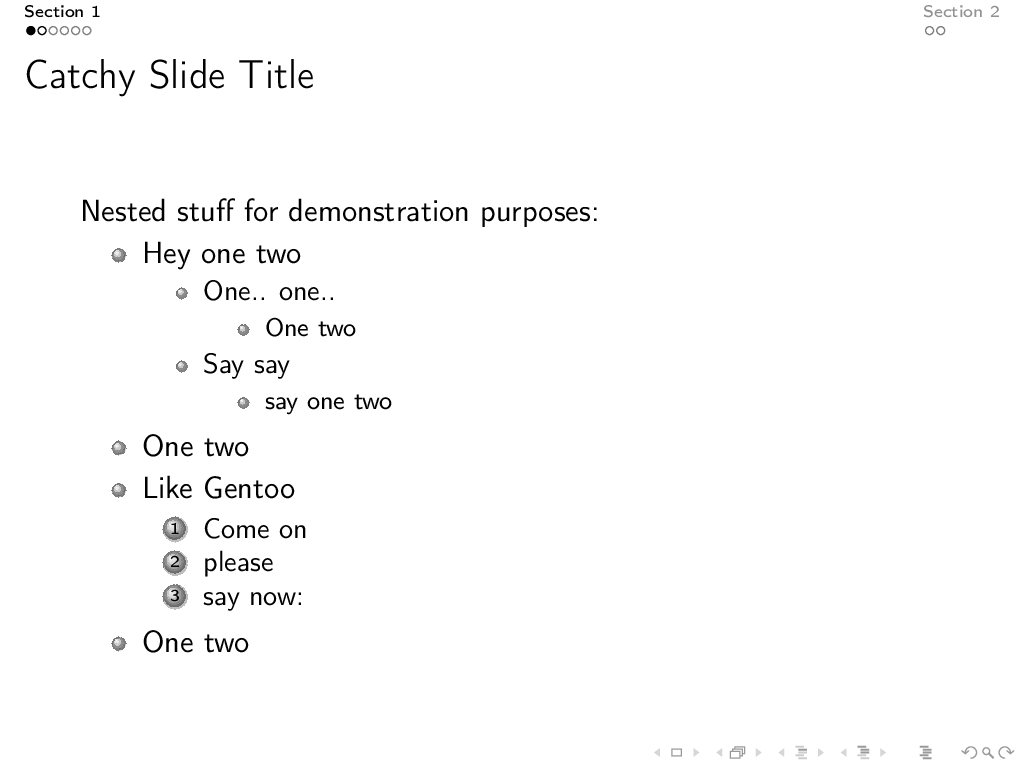 Section 1
Section 2
Catchy Slide Title
Nested stuff for demonstration purposes:
Hey one two
One.. one..
One two
Say say
say one two
One two
Like Gentoo
1 Come on
2 please
3 say now:
One two